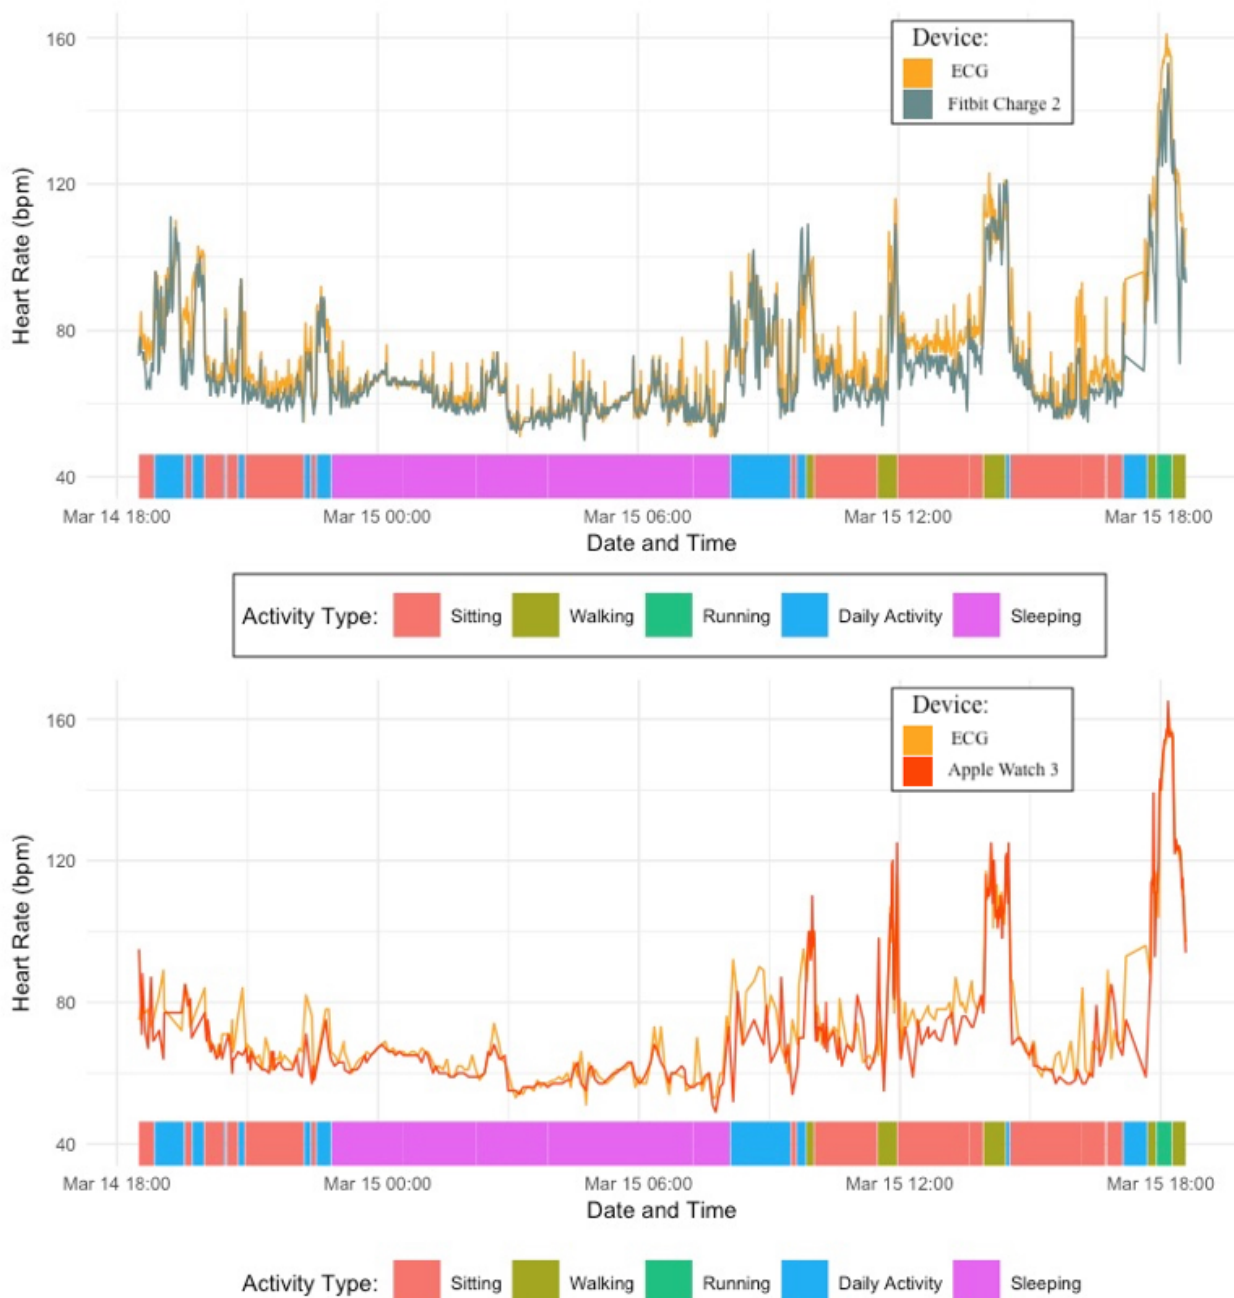 Device:
ECG
Fitbit Charge 2
160
120
80
40
Heart Rate (bpm)
Mar 14 18:00 Mar 15 00:00 Mar 15 06:00 Mar 15 12:00 Mar 15 18:00
Date and Time
Activity Type: Sitting Walking Running Daily Activity Sleeping
Device:
ECG
Apple Watch 3
160
120
80
40
Heart Rate (bpm)
Mar 14 18:00 Mar 15 00:00 Mar 15 06:00 Mar 15 12:00 Mar 15 18:00
Date and Time
Activity Type: Sitting Walking Running Daily Activity Sleeping